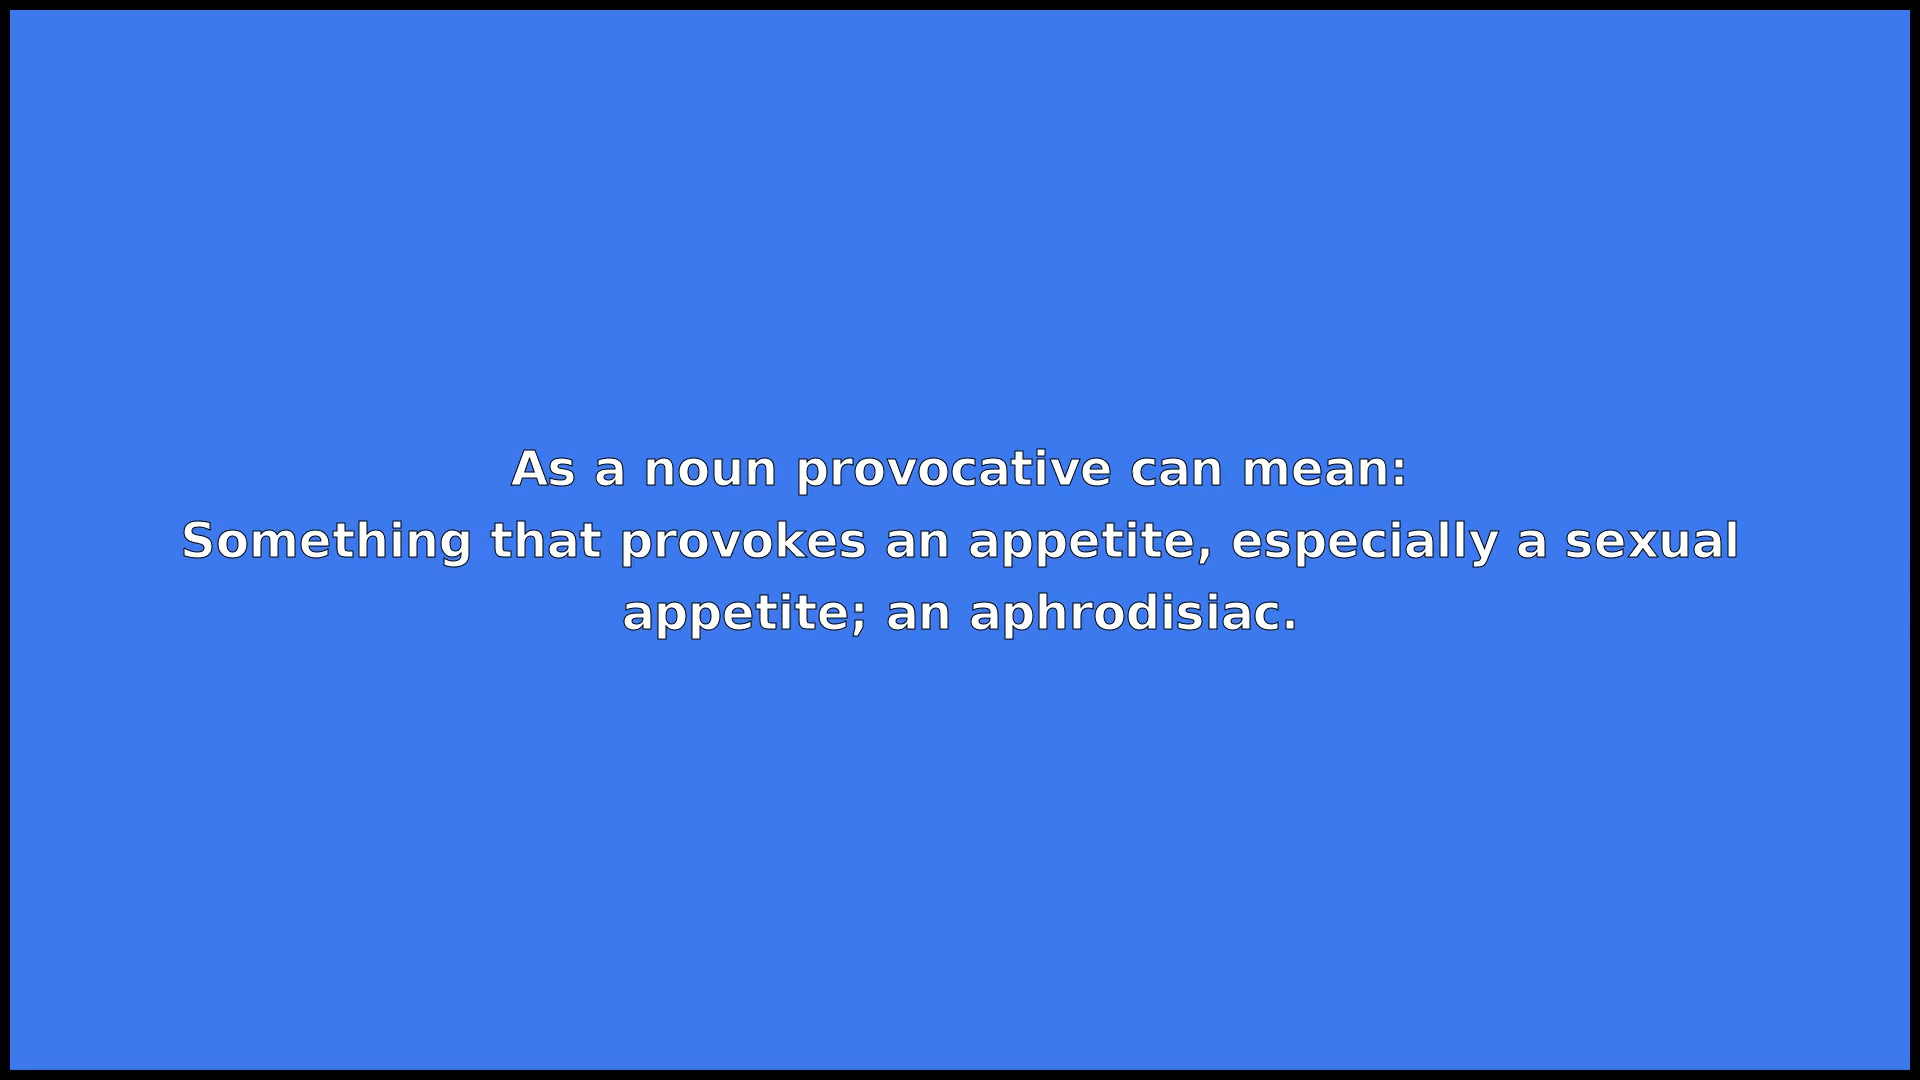 As a noun provocative can mean:
Something that provokes an appetite, especially a sexual
appetite; an aphrodisiac.